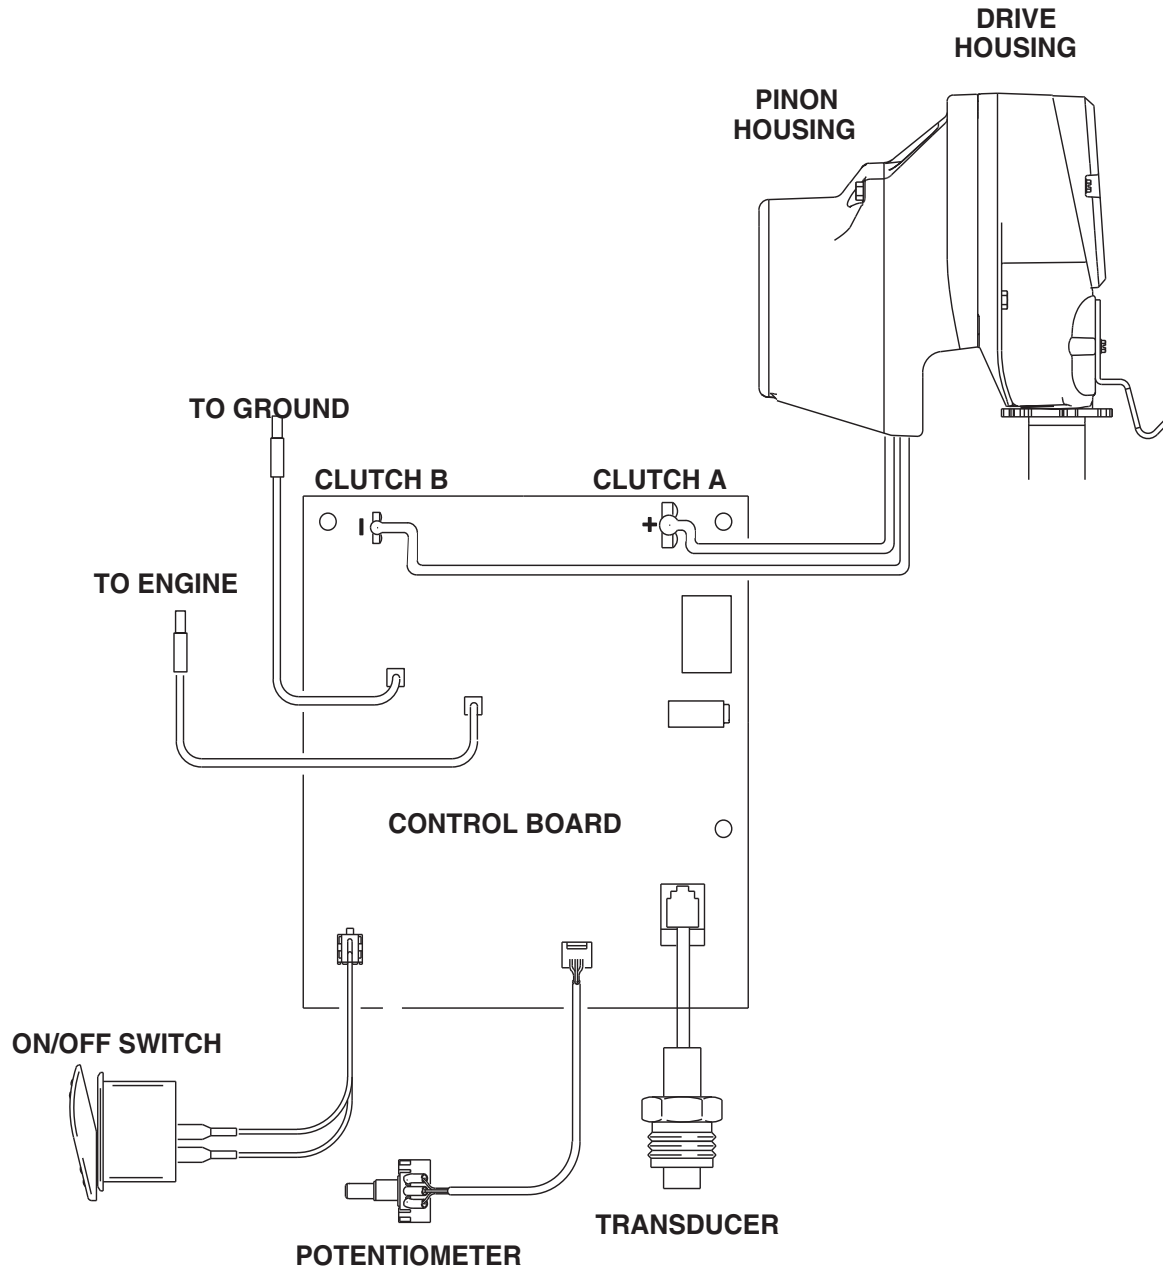 DRIVE
HOUSING
PINON
HOUSING
TO GROUND
CLUTCH B
CLUTCH A
–
+
TO ENGINE
CONTROL BOARD
ON/OFF SWITCH
TRANSDUCER
POTENTIOMETER